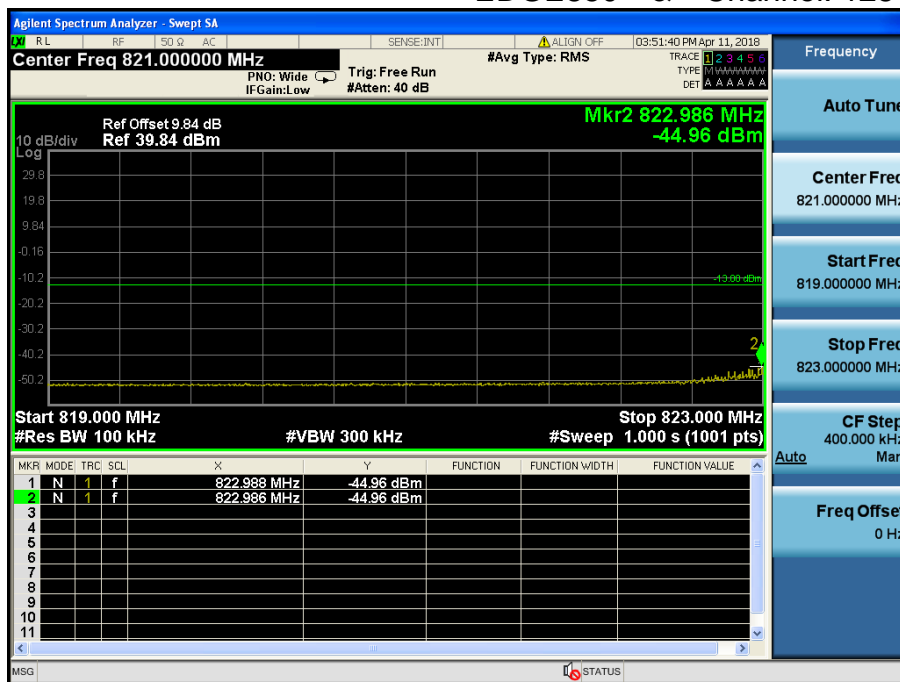 Agilent Spectrum Analyzer - Swept SA
LXI RL RF 50 Ω AC SENSE:INT ALIGN OFF 03:51:40 PM Apr 11, 2018
Center Freq 821.000000 MHz
#Avg Type: RMS
TRACE 1 2 3 4 5 6
PNO: Wide Trig: Free Run
TYPE M W W W W W
IFGain:Low #Atten: 40 dB
DET A A A A A A
Frequency
Mkr2 822.986 MHz
-44.96 dBm
Ref Offset 9.84 dB
10 dB/div Ref 39.84 dBm
Log
29.8
19.8
9.84
-0.16
-10.2
-13.00 dBm
-20.2
-30.2
-40.2
2
-50.2
Start 819.000 MHz Stop 823.000 MHz
#Res BW 100 kHz #VBW 300 kHz #Sweep 1.000 s (1001 pts)
MKR MODE TRC SCL X Y FUNCTION FUNCTION WIDTH FUNCTION VALUE
1 N 1 f 822.988 MHz -44.96 dBm
2 N 1 f 822.986 MHz -44.96 dBm
3
4
5
6
7
8
9
10
11
MSG STATUS
Auto Tune
Center Freq
821.000000 MHz
Start Freq
819.000000 MHz
Stop Freq
823.000000 MHz
CF Step
400.000 kHz
Auto Man
Freq Offset
0 Hz